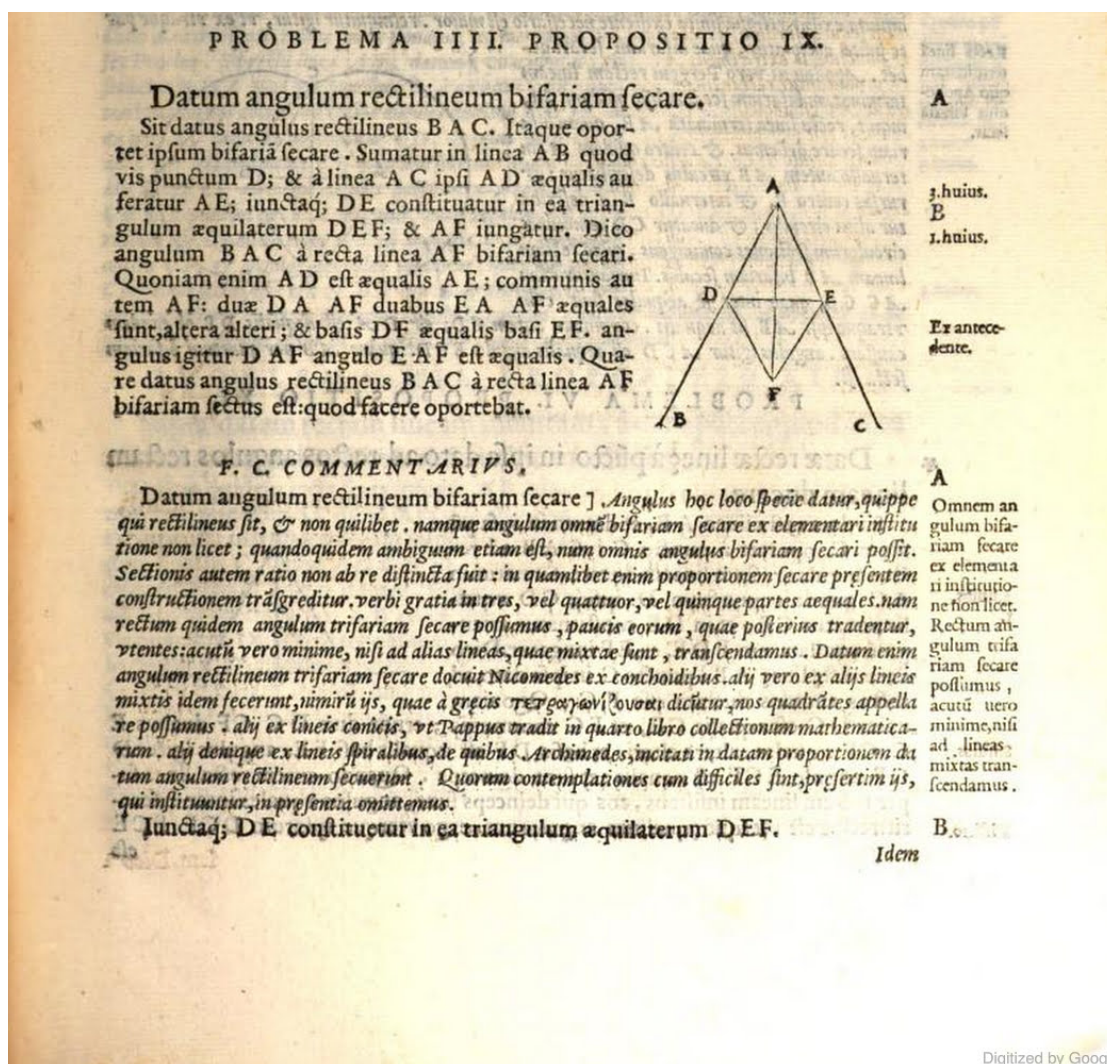 PROBLEMA IIII. PROPOSITIO IX.
Datum angulum rectilineum bifariam ſecare.
A
Sit datus angulus rectilineus B A C. Itaque opor-
tet ipſum bifariā ſecare. Sumatur in linea A B quod
vis punctum D; & à linea A C ipſi A D æqualis au
feratur A E; iunctaq; D E conſtituatur in ea trian-
gulum æquilaterum D E F; & A F iungatur. Dico
angulum B A C à recta linea A F bifariam ſecari.
Quoniam enim A D eſt æqualis A E; communis au
tem A F: duæ D A A F duabus E A A F æquales
ſunt, altera alteri; & baſis D F æqualis baſi E F. an-
gulus igitur D A F angulo E A F eſt æqualis. Qua-
re datus angulus rectilineus B A C à recta linea A F
bifariam ſectus eſt: quod facere oportebat.
A
D
E
F
B
C
3.huius.
B
1.huius.
Ex antece-
dente.
F. C. COMMENTARIVS.
Datum angulum rectilineum bifariam ſecare ] Angulus hoc loco ſpecie datur, quippe
qui rectilineus ſit, & non quilibet. namque angulum omnē bifariam ſecare ex elementari inſtitu
tione non licet; quandoquidem ambiguum etiam eſt, num omnis angulus bifariam ſecari poſſit.
Sectionis autem ratio non ab re diſtincta fuit: in quamlibet enim proportionem ſecare pręſentem
conſtructionem trāſgreditur. verbi gratia in tres, vel quattuor, vel quinque partes aequales. nam
rectum quidem angulum trifariam ſecare poſſumus, paucis eorum, quae poſterius tradentur,
vtentes: acutū vero minime, niſi ad alias lineas, quae mixtae ſunt, tranſcendamus. Datum enim
angulum rectilineum trifariam ſecare docuit Nicomedes ex conchoidibus. alij vero ex alijs lineis
mixtis idem fecerunt, nimirū ijs, quae à gręcis τετραγωνίζουσαι dicūtur, nos quadrātes appella
re poſſumus. alij ex lineis conicis, vt Pappus tradit in quarto libro collectionum mathematica-
rum. alij denique ex lineis ſpiralibus, de quibus Archimedes, incitati in datam proportionem da
tum angulum rectilineum ſecuerunt. Quorum contemplationes cum difficiles ſint, pręſertim ijs,
qui inſtituuntur, in pręſentia omittemus.
Iunctaq; D E conſtituetur in ea triangulum æquilaterum D E F.
Idem
A
Omnem an
gulum bifa-
riam ſecare
ex elementa
ri inſtitutio-
ne non licet.
Rectum an-
gulum trifa
riam ſecare
poſſumus,
acutū uero
minime, niſi
ad lineas
mixtas tran-
ſcendamus.
B
Digitized by Goog